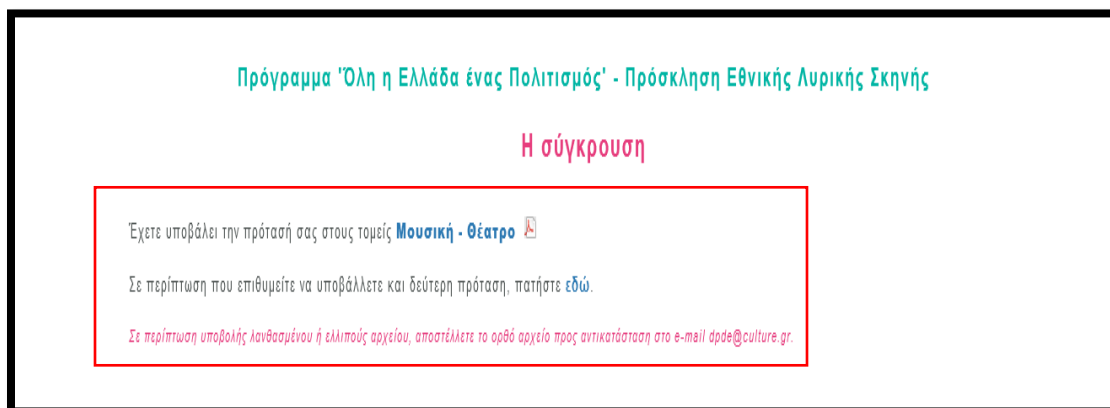 Πρόγραμμα 'Όλη η Ελλάδα ένας Πολιτισμός' - Πρόσκληση Εθνικής Λυρικής Σκηνής
Η σύγκρουση
Έχετε υποβάλει την πρότασή σας στους τομείς Μουσική - Θέατρο
Σε περίπτωση που επιθυμείτε να υποβάλλετε και δεύτερη πρόταση, πατήστε εδώ.
Σε περίπτωση υποβολής λανθασμένου ή ελλιπούς αρχείου, αποστέλλετε το ορθό αρχείο προς αντικατάσταση στο e-mail dpde@culture.gr.